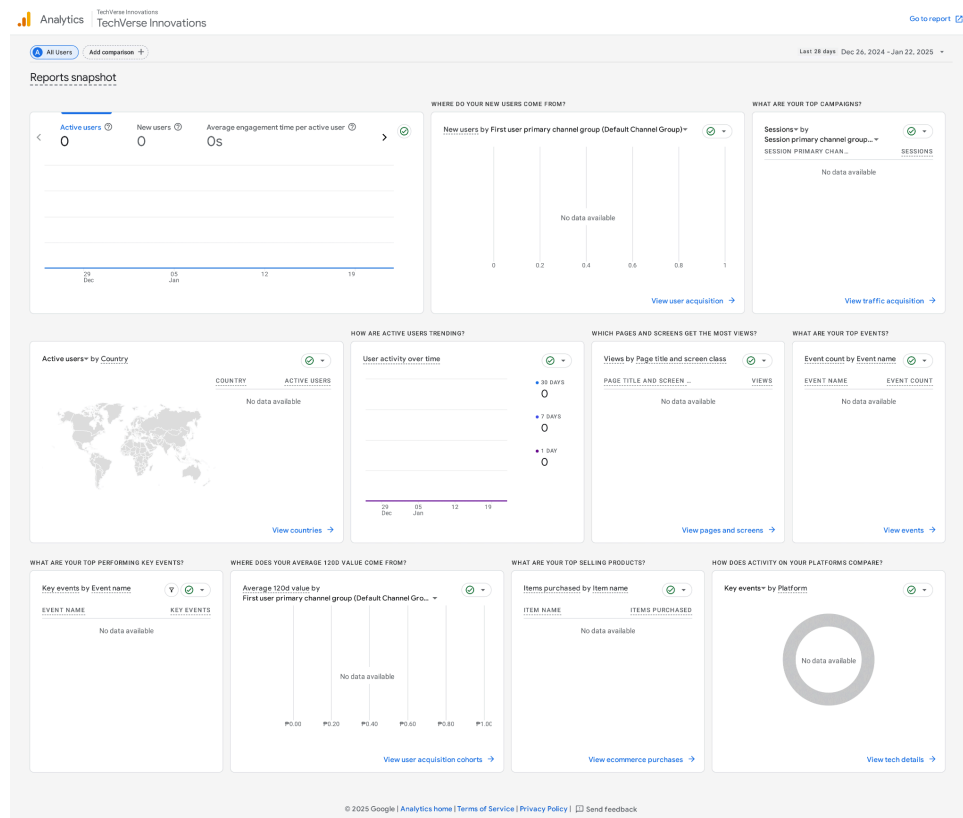 Analytics
TechVerse Innovations
TechVerse Innovations
Go to report
A All Users
Add comparison +
Last 28 days Dec 26, 2024 - Jan 22, 2025
Reports snapshot
Active users
0
New users
0
Average engagement time per active user
0s
29 Dec
05 Jan
12
19
WHERE DO YOUR NEW USERS COME FROM?
New users by First user primary channel group (Default Channel Group)
No data available
0 0.2 0.4 0.6 0.8 1
View user acquisition
WHAT ARE YOUR TOP CAMPAIGNS?
Sessions by
Session primary channel group...
SESSION PRIMARY CHAN... SESSIONS
No data available
View traffic acquisition
Active users by Country
COUNTRY ACTIVE USERS
No data available
View countries
HOW ARE ACTIVE USERS TRENDING?
User activity over time
30 DAYS
0
7 DAYS
0
1 DAY
0
29 Dec
05 Jan
12
19
WHICH PAGES AND SCREENS GET THE MOST VIEWS?
Views by Page title and screen class
PAGE TITLE AND SCREEN ... VIEWS
No data available
View pages and screens
WHAT ARE YOUR TOP EVENTS?
Event count by Event name
EVENT NAME EVENT COUNT
No data available
View events
WHAT ARE YOUR TOP PERFORMING KEY EVENTS?
Key events by Event name
EVENT NAME KEY EVENTS
No data available
WHERE DOES YOUR AVERAGE 120D VALUE COME FROM?
Average 120d value by
First user primary channel group (Default Channel Gro...
No data available
₱0.00 ₱0.20 ₱0.40 ₱0.60 ₱0.80 ₱1.00
View user acquisition cohorts
WHAT ARE YOUR TOP SELLING PRODUCTS?
Items purchased by Item name
ITEM NAME ITEMS PURCHASED
No data available
View ecommerce purchases
HOW DOES ACTIVITY ON YOUR PLATFORMS COMPARE?
Key events by Platform
No data available
View tech details
© 2025 Google | Analytics home | Terms of Service | Privacy Policy | Send feedback